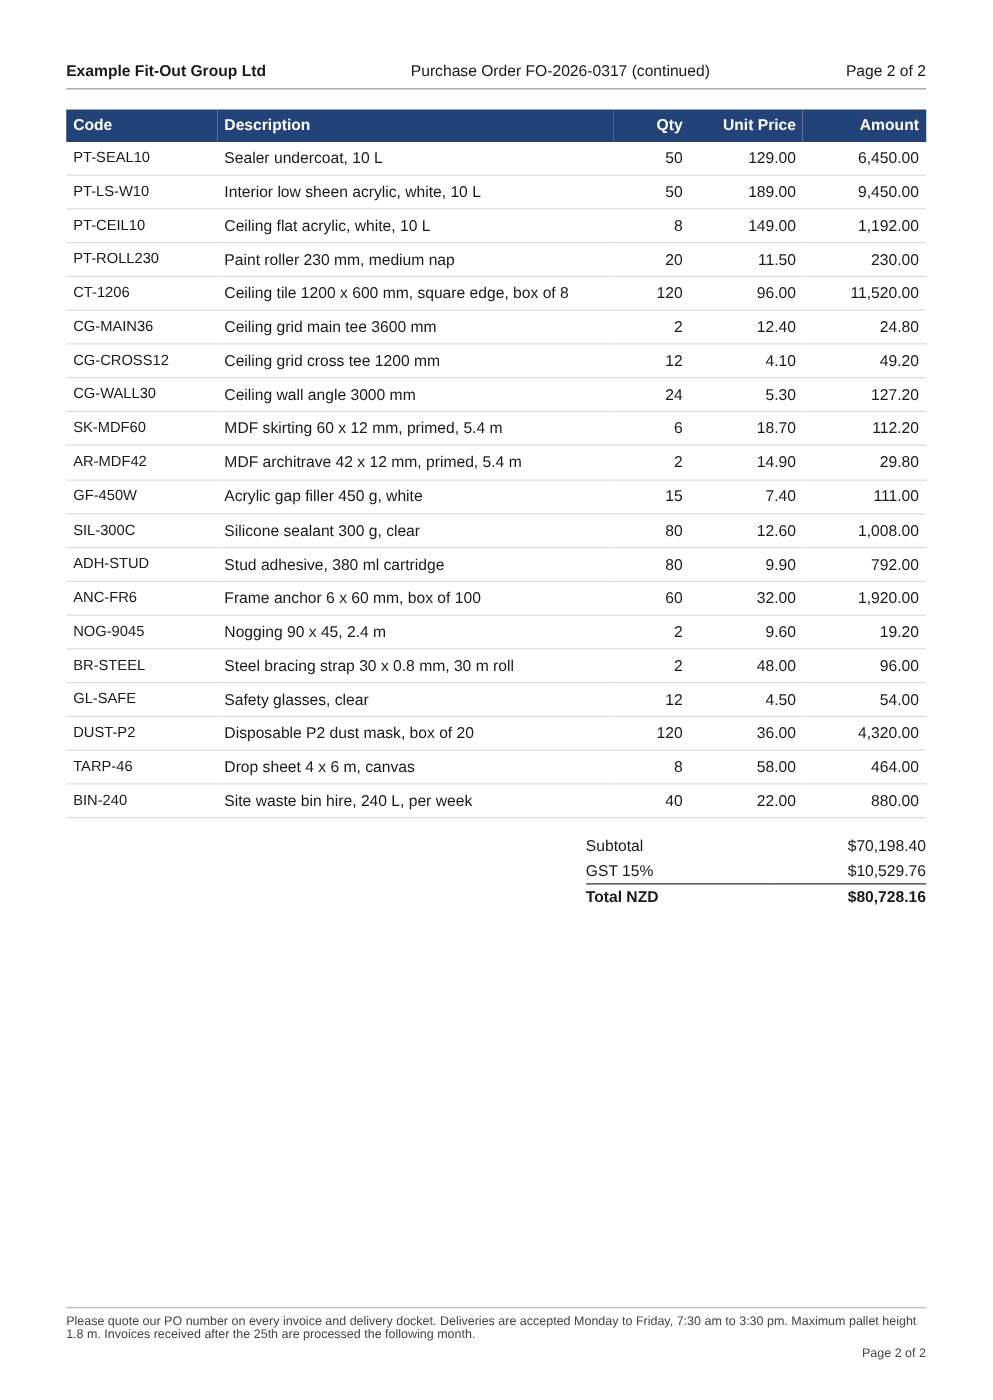 Example Fit-Out Group Ltd Purchase Order FO-2026-0317 (continued) Page 2 of 2
Code Description Qty Unit Price Amount
PT-SEAL10 Sealer undercoat, 10 L 50 129.00 6,450.00
PT-LS-W10 Interior low sheen acrylic, white, 10 L 50 189.00 9,450.00
PT-CEIL10 Ceiling flat acrylic, white, 10 L 8 149.00 1,192.00
PT-ROLL230 Paint roller 230 mm, medium nap 20 11.50 230.00
CT-1206 Ceiling tile 1200 x 600 mm, square edge, box of 8 120 96.00 11,520.00
CG-MAIN36 Ceiling grid main tee 3600 mm 2 12.40 24.80
CG-CROSS12 Ceiling grid cross tee 1200 mm 12 4.10 49.20
CG-WALL30 Ceiling wall angle 3000 mm 24 5.30 127.20
SK-MDF60 MDF skirting 60 x 12 mm, primed, 5.4 m 6 18.70 112.20
AR-MDF42 MDF architrave 42 x 12 mm, primed, 5.4 m 2 14.90 29.80
GF-450W Acrylic gap filler 450 g, white 15 7.40 111.00
SIL-300C Silicone sealant 300 g, clear 80 12.60 1,008.00
ADH-STUD Stud adhesive, 380 ml cartridge 80 9.90 792.00
ANC-FR6 Frame anchor 6 x 60 mm, box of 100 60 32.00 1,920.00
NOG-9045 Nogging 90 x 45, 2.4 m 2 9.60 19.20
BR-STEEL Steel bracing strap 30 x 0.8 mm, 30 m roll 2 48.00 96.00
GL-SAFE Safety glasses, clear 12 4.50 54.00
DUST-P2 Disposable P2 dust mask, box of 20 120 36.00 4,320.00
TARP-46 Drop sheet 4 x 6 m, canvas 8 58.00 464.00
BIN-240 Site waste bin hire, 240 L, per week 40 22.00 880.00
Subtotal $70,198.40
GST 15% $10,529.76
Total NZD $80,728.16
Please quote our PO number on every invoice and delivery docket. Deliveries are accepted Monday to Friday, 7:30 am to 3:30 pm. Maximum pallet height
1.8 m. Invoices received after the 25th are processed the following month.
Page 2 of 2